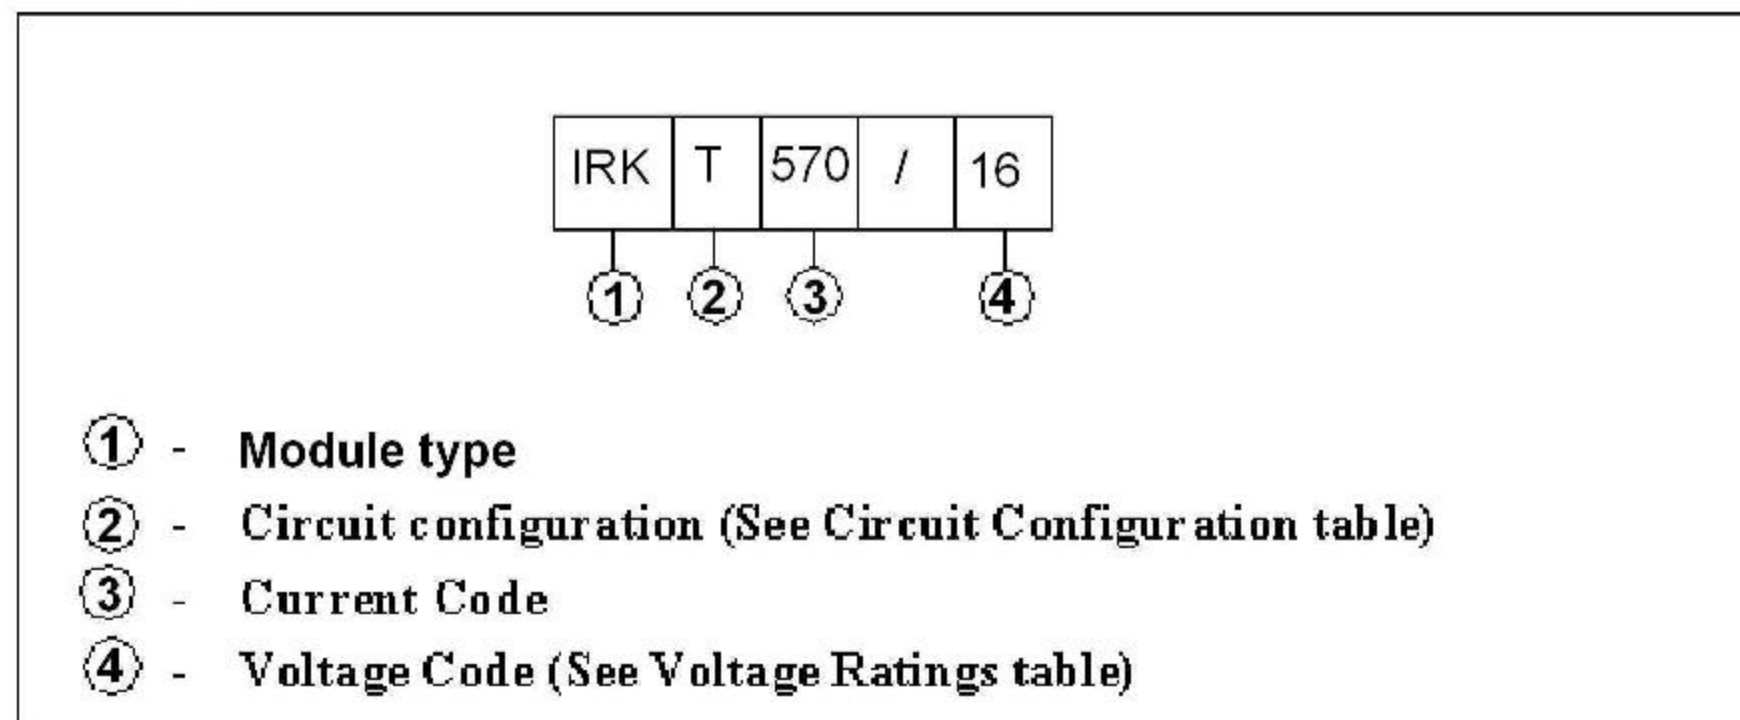 IRK T 570 / 16
1 2 3 4
1 - Module type
2 - Circuit configuration (See Circuit Configuration table)
3 - Current Code
4 - Voltage Code (See Voltage Ratings table)